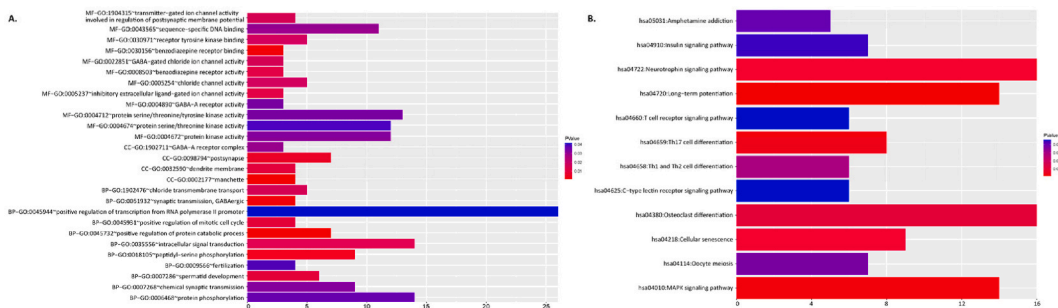 A.
MF-GO:1904315~transmitter-gated ion channel activity
involved in regulation of postsynaptic membrane potential
MF-GO:0043565~sequence-specific DNA binding
MF-GO:0030971~receptor tyrosine kinase binding
MF-GO:0030156~benzodiazepine receptor binding
MF-GO:0022851~GABA-gated chloride ion channel activity
MF-GO:0008503~benzodiazepine receptor activity
MF-GO:0005254~chloride channel activity
MF-GO:0005237~inhibitory extracellular ligand-gated ion channel activity
MF-GO:0004890~GABA-A receptor activity
MF-GO:0004712~protein serine/threonine/tyrosine kinase activity
MF-GO:0004674~protein serine/threonine kinase activity
MF-GO:0004672~protein kinase activity
CC-GO:1902711~GABA-A receptor complex
CC-GO:0098794~postsynapse
CC-GO:0032590~dendrite membrane
CC-GO:0002177~manchette
BP-GO:1902476~chloride transmembrane transport
BP-GO:0051932~synaptic transmission, GABAergic
BP-GO:0045944~positive regulation of transcription from RNA polymerase II promoter
BP-GO:0045931~positive regulation of mitotic cell cycle
BP-GO:0045732~positive regulation of protein catabolic process
BP-GO:0035556~intracellular signal transduction
BP-GO:0018105~peptidyl-serine phosphorylation
BP-GO:0009566~fertilization
BP-GO:0007286~spermatid development
BP-GO:0007268~chemical synaptic transmission
BP-GO:0006468~protein phosphorylation
0 5 10 15 20 25
PValue
B.
hsa05031:Amphetamine addiction
hsa04910:Insulin signaling pathway
hsa04722:Neurotrophin signaling pathway
hsa04720:Long-term potentiation
hsa04660:T cell receptor signaling pathway
hsa04659:Th17 cell differentiation
hsa04658:Th1 and Th2 cell differentiation
hsa04625:C-type lectin receptor signaling pathway
hsa04380:Osteoclast differentiation
hsa04218:Cellular senescence
hsa04114:Oocyte meiosis
hsa04010:MAPK signaling pathway
0 4 8 12 16
PValue